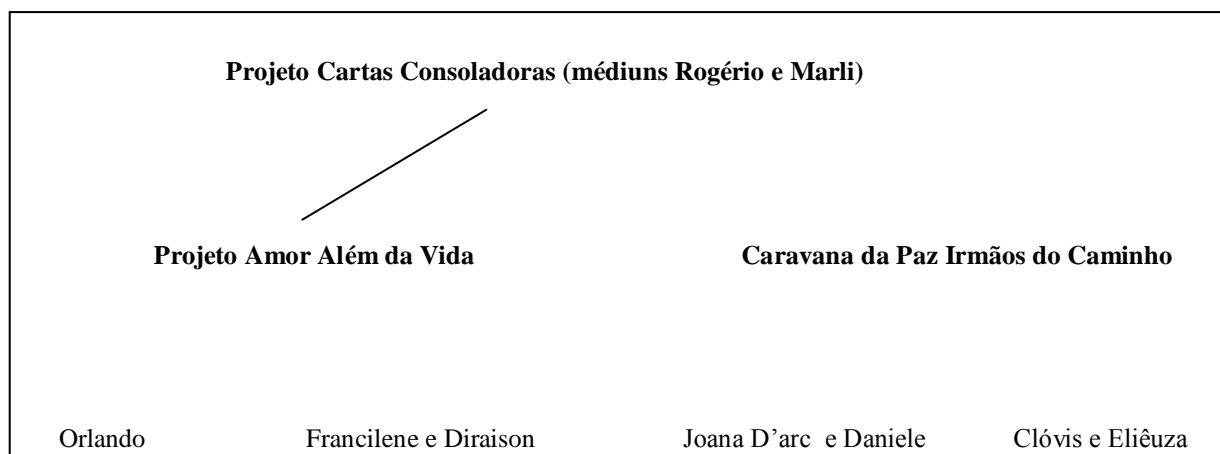 Projeto Cartas Consoladoras (médiuns Rogério e Marli)
Projeto Amor Além da Vida Caravana da Paz Irmãos do Caminho
Orlando Francilene e Diraison Joana D’arc e Daniele Clóvis e Eliêuza